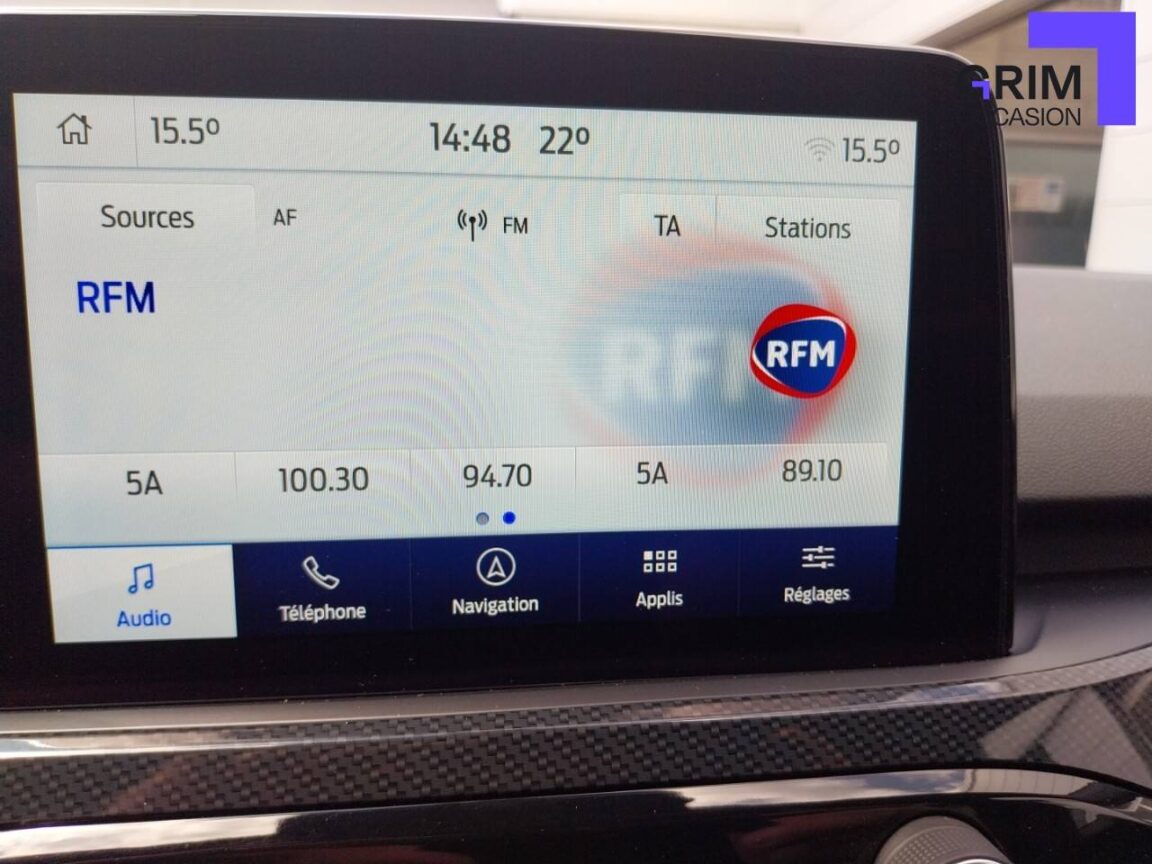 GRIM
OCCASION
15.5º 14:48 22º 15.5º
Sources AF FM TA Stations
RFM
RFM
5A 100.30 94.70 5A 89.10
Audio Téléphone Navigation Applis Réglages